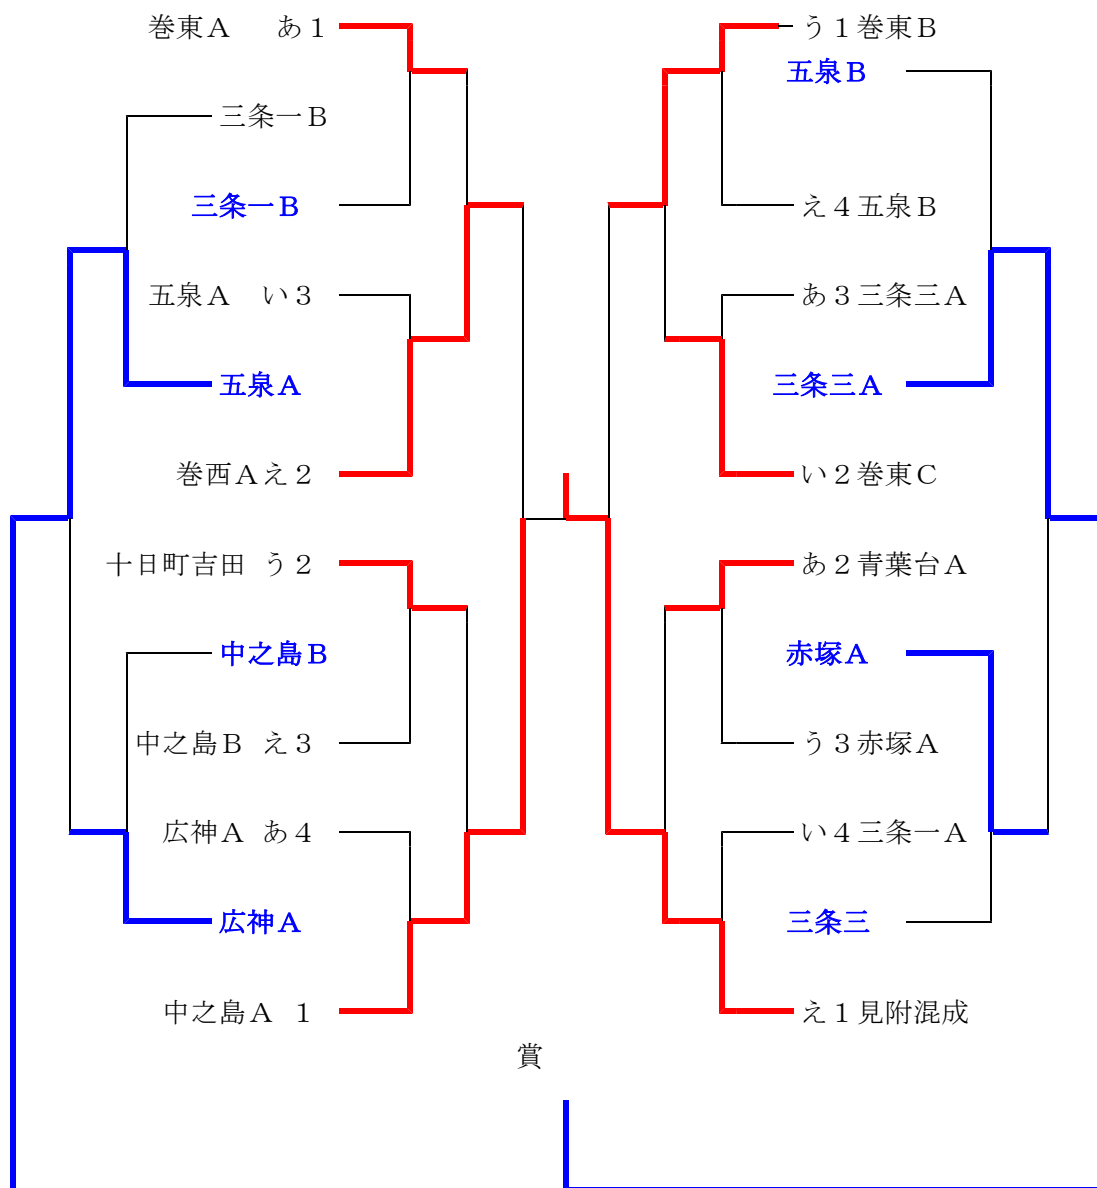 巻東A あ1
三条一B
三条一B
五泉A い3
五泉A
巻西Aえ2
十日町吉田 う2
中之島B
中之島B え3
広神A あ4
広神A
中之島A 1
う1巻東B
五泉B
え4五泉B
あ3三条三A
三条三A
い2巻東C
あ2青葉台A
赤塚A
う3赤塚A
い4三条一A
三条三
え1見附混成
賞